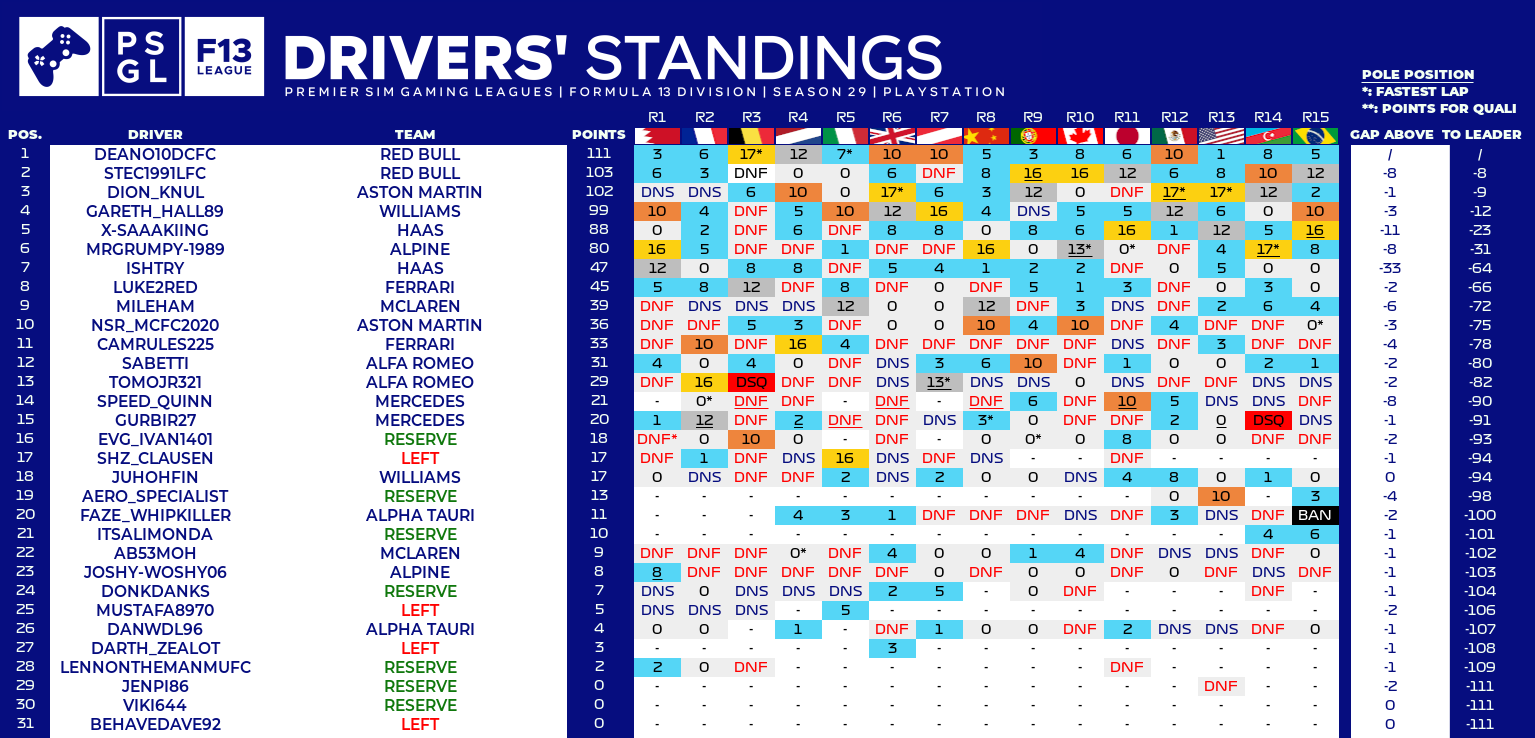 PS
GL
F13
LEAGUE
DRIVERS' STANDINGS
PREMIER SIM GAMING LEAGUES | FORMULA 13 DIVISION | SEASON 29 | PLAYSTATION
POLE POSITION
*: FASTEST LAP
**: POINTS FOR QUALI
R1 R2 R3 R4 R5 R6 R7 R8 R9 R10 R11 R12 R13 R14 R15
POS. DRIVER TEAM POINTS GAP ABOVE TO LEADER
1 DEANO10DCFC RED BULL 111 3 6 17* 12 7* 10 10 5 3 8 6 10 1 8 5 / /
2 STEC1991LFC RED BULL 103 6 3 DNF 0 0 6 DNF 8 16 16 12 6 8 10 12 -8 -8
3 DION_KNUL ASTON MARTIN 102 DNS DNS 6 10 0 17* 6 3 12 0 DNF 17* 17* 12 2 -1 -9
4 GARETH_HALL89 WILLIAMS 99 10 4 DNF 5 10 12 16 4 DNS 5 5 12 6 0 10 -3 -12
5 X-SAAAKIING HAAS 88 0 2 DNF 6 DNF 8 8 0 8 6 16 1 12 5 16 -11 -23
6 MRGRUMPY-1989 ALPINE 80 16 5 DNF DNF 1 DNF DNF 16 0 13* 0* DNF 4 17* 8 -8 -31
7 ISHTRY HAAS 47 12 0 8 8 DNF 5 4 1 2 2 DNF 0 5 0 0 -33 -64
8 LUKE2RED FERRARI 45 5 8 12 DNF 8 DNF 0 DNF 5 1 3 DNF 0 3 0 -2 -66
9 MILEHAM MCLAREN 39 DNF DNS DNS DNS 12 0 0 12 DNF 3 DNS DNF 2 6 4 -6 -72
10 NSR_MCFC2020 ASTON MARTIN 36 DNF DNF 5 3 DNF 0 0 10 4 10 DNF 4 DNF DNF 0* -3 -75
11 CAMRULES225 FERRARI 33 DNF 10 DNF 16 4 DNF DNF DNF DNF DNF DNS DNF 3 DNF DNF -4 -78
12 SABETTI ALFA ROMEO 31 4 0 4 0 DNF DNS 3 6 10 DNF 1 0 0 2 1 -2 -80
13 TOMOJR321 ALFA ROMEO 29 DNF 16 DSQ DNF DNF DNS 13* DNS DNS 0 DNS DNF DNF DNS DNS -2 -82
14 SPEED_QUINN MERCEDES 21 - 0* DNF DNF - DNF - DNF 6 DNF 10 5 DNS DNS DNF -8 -90
15 GURBIR27 MERCEDES 20 1 12 DNF 2 DNF DNF DNS 3* 0 DNF DNF 2 0 DSQ DNS -1 -91
16 EVG_IVAN1401 RESERVE 18 DNF* 0 10 0 - DNF - 0 0* 0 8 0 0 DNF DNF -2 -93
17 SHZ_CLAUSEN LEFT 17 DNF 1 DNF DNS 16 DNS DNF DNS - - DNF - - - - -1 -94
18 JUHOHFIN WILLIAMS 17 0 DNS DNF DNF 2 DNS 2 0 0 DNS 4 8 0 1 0 0 -94
19 AERO_SPECIALIST RESERVE 13 - - - - - - - - - - - 0 10 - 3 -4 -98
20 FAZE_WHIPKILLER ALPHA TAURI 11 - - - 4 3 1 DNF DNF DNF DNS DNF 3 DNS DNF BAN -2 -100
21 ITSALIMONDA RESERVE 10 - - - - - - - - - - - - - 4 6 -1 -101
22 AB53MOH MCLAREN 9 DNF DNF DNF 0* DNF 4 0 0 1 4 DNF DNS DNS DNF 0 -1 -102
23 JOSHY-WOSHY06 ALPINE 8 8 DNF DNF DNF DNF DNF 0 DNF 0 0 DNF 0 DNF DNS DNF -1 -103
24 DONKDANKS RESERVE 7 DNS 0 DNS DNS DNS 2 5 - 0 DNF - - - DNF - -1 -104
25 MUSTAFA8970 LEFT 5 DNS DNS DNS - 5 - - - - - - - - - - -2 -106
26 DANWDL96 ALPHA TAURI 4 0 0 - 1 - DNF 1 0 0 DNF 2 DNS DNS DNF 0 -1 -107
27 DARTH_ZEALOT LEFT 3 - - - - - 3 - - - - - - - - - -1 -108
28 LENNONTHEMANMUFC RESERVE 2 2 0 DNF - - - - - - - DNF - - - - -1 -109
29 JENPI86 RESERVE 0 - - - - - - - - - - - - DNF - - -2 -111
30 VIKI644 RESERVE 0 - - - - - - - - - - - - - - - 0 -111
31 BEHAVEDAVE92 LEFT 0 - - - - - - - - - - - - - - - 0 -111